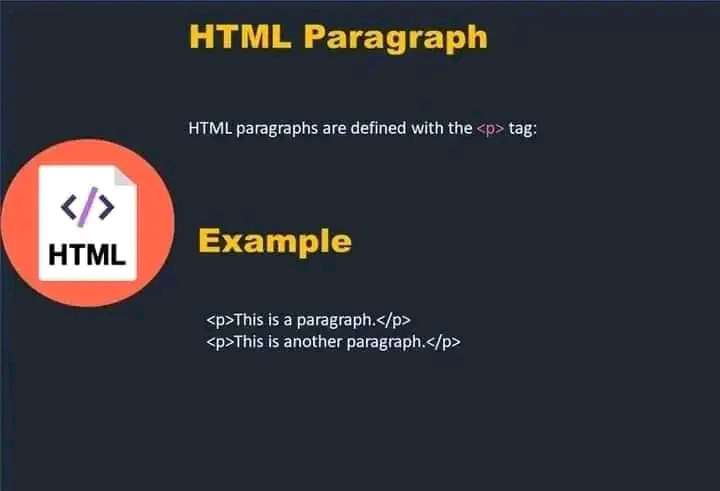 HTML Paragraph
HTML paragraphs are defined with the <p> tag:
</>
HTML
Example
<p>This is a paragraph.</p>
<p>This is another paragraph.</p>